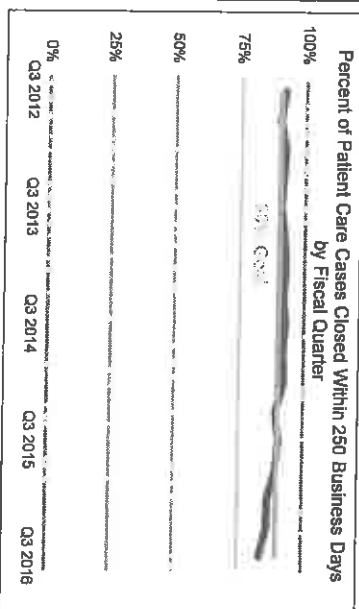 Percent of Patient Care Cases Closed Within 250 Business Days
by Fiscal Quarter
100%
75%
50%
25%
0%
Q3 2012
Q3 2013
Q3 2014
Q3 2015
Q3 2016